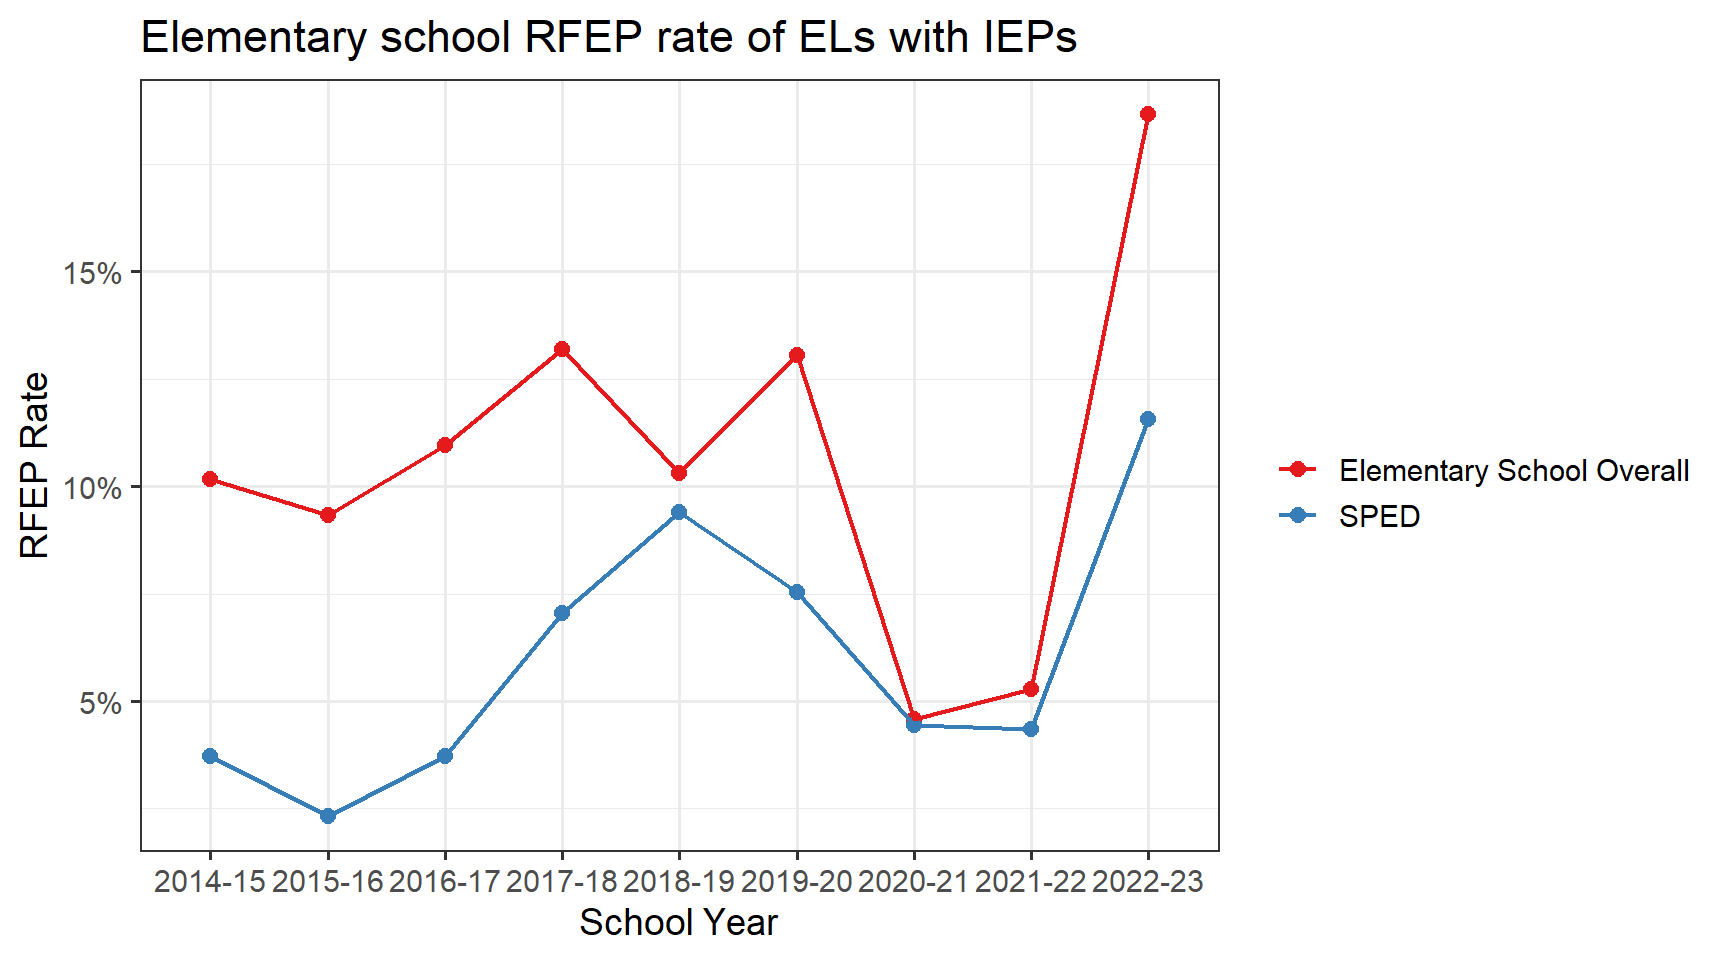 Elementary school RFEP rate of ELs with IEPs
RFEP Rate
15%
10%
5%
2014-15 2015-16 2016-17 2017-18 2018-19 2019-20 2020-21 2021-22 2022-23
School Year
Elementary School Overall
SPED